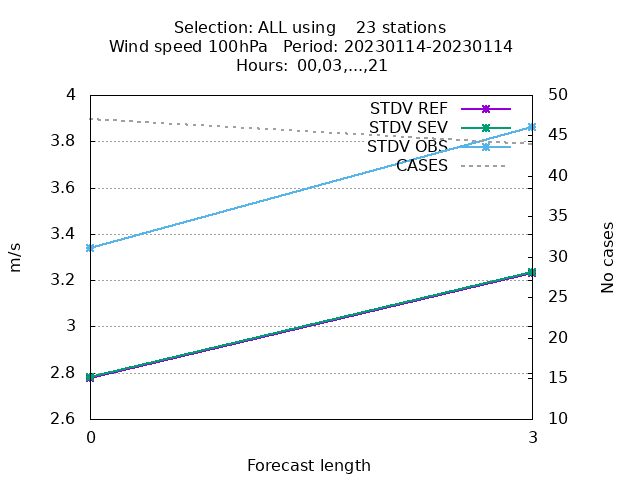 Selection: ALL using    23 stations
Wind speed 100hPa   Period: 20230114-20230114
Hours:  00,03,...,21
4
50
STDV REF
STDV SEV
STDV OBS
CASES
3.8
3.6
3.4
3.2
3
2.8
2.6
45
40
35
30
25
20
15
10
m/s
No cases
0
3
Forecast length